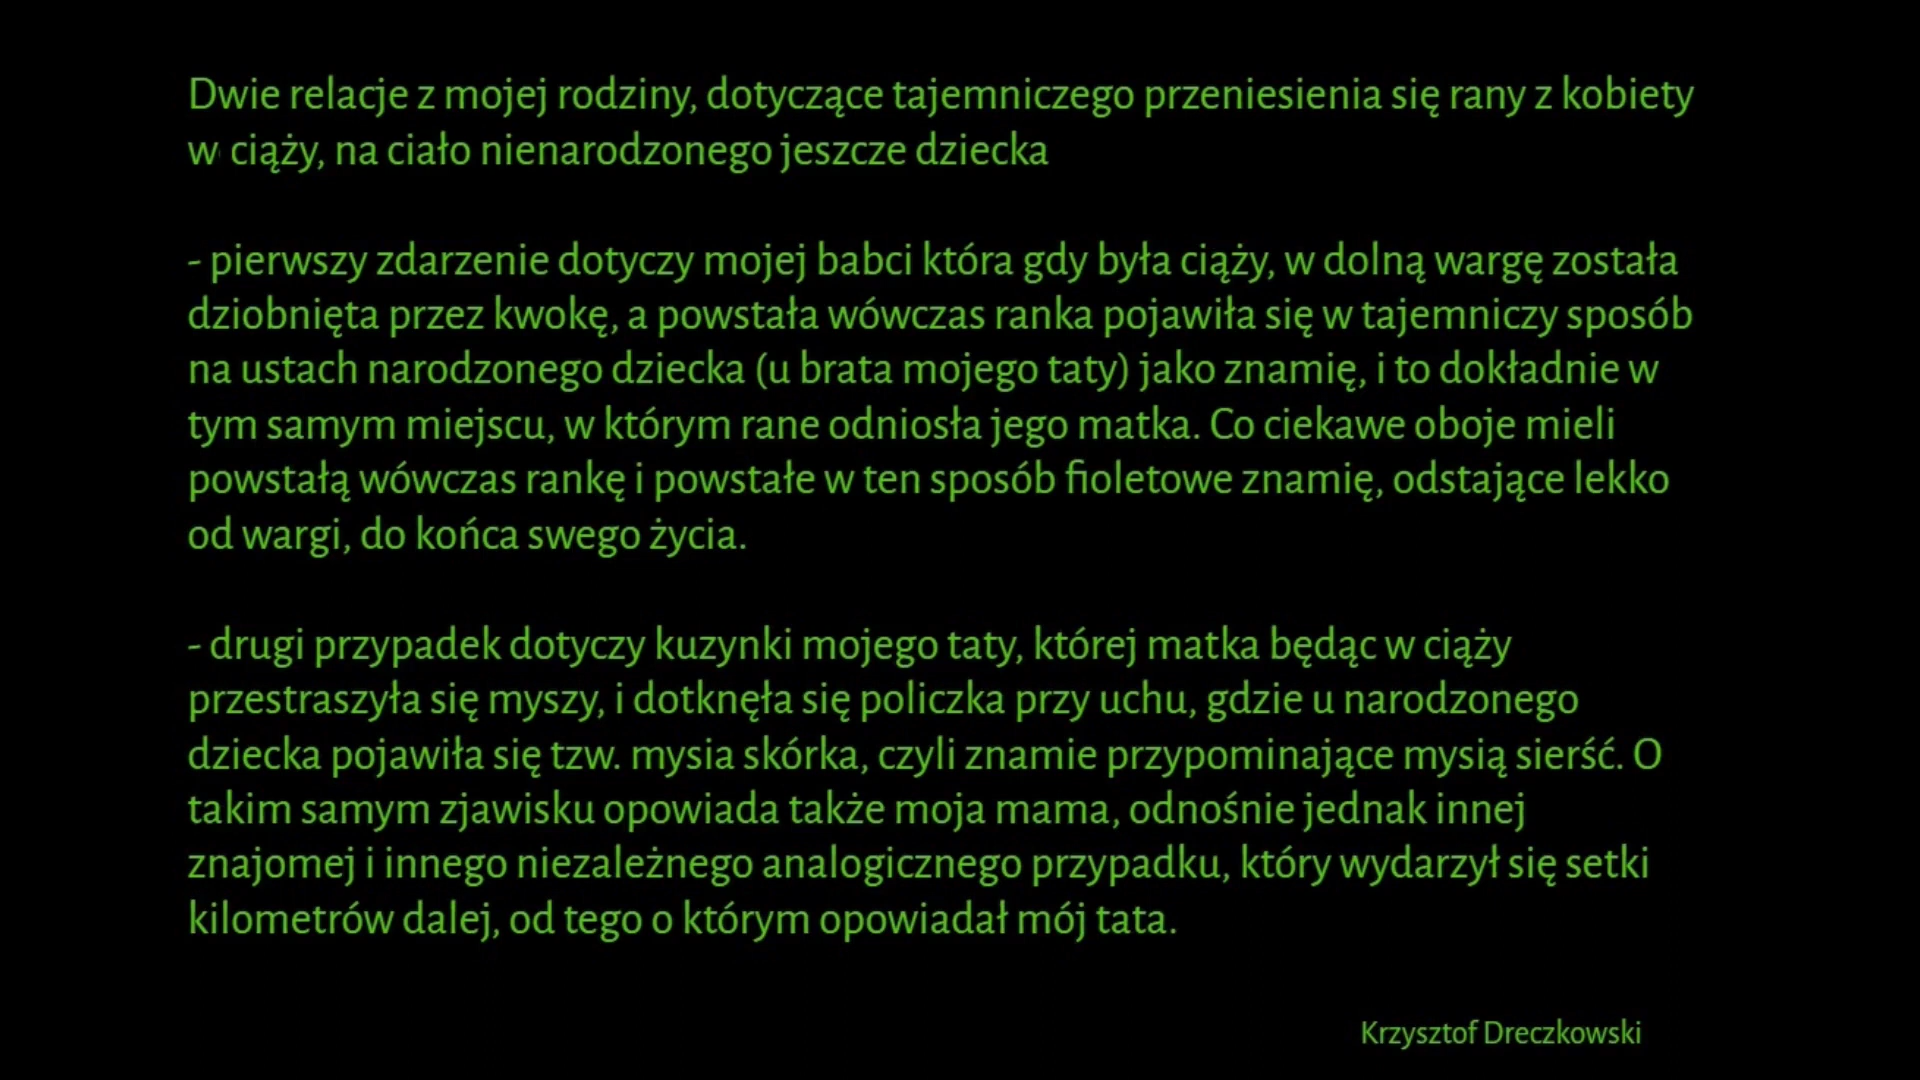 Dwie relacje z mojej rodziny, dotyczące tajemniczego przeniesienia się rany z kobiety
w ciąży, na ciało nienarodzonego jeszcze dziecka
- pierwszy zdarzenie dotyczy mojej babci która gdy była ciąży, w dolną wargę została
dziobnięta przez kwokę, a powstała wówczas ranka pojawiła się w tajemniczy sposób
na ustach narodzonego dziecka (u brata mojego taty) jako znamię, i to dokładnie w
tym samym miejscu, w którym rane odniosła jego matka. Co ciekawe oboje mieli
powstałą wówczas rankę i powstałe w ten sposób fioletowe znamię, odstające lekko
od wargi, do końca swego życia.
- drugi przypadek dotyczy kuzynki mojego taty, której matka będąc w ciąży
przestraszyła się myszy, i dotknęła się policzka przy uchu, gdzie u narodzonego
dziecka pojawiła się tzw. mysia skórka, czyli znamie przypominające mysią sierść. O
takim samym zjawisku opowiada także moja mama, odnośnie jednak innej
znajomej i innego niezależnego analogicznego przypadku, który wydarzył się setki
kilometrów dalej, od tego o którym opowiadał mój tata.
Krzysztof Dreczkowski